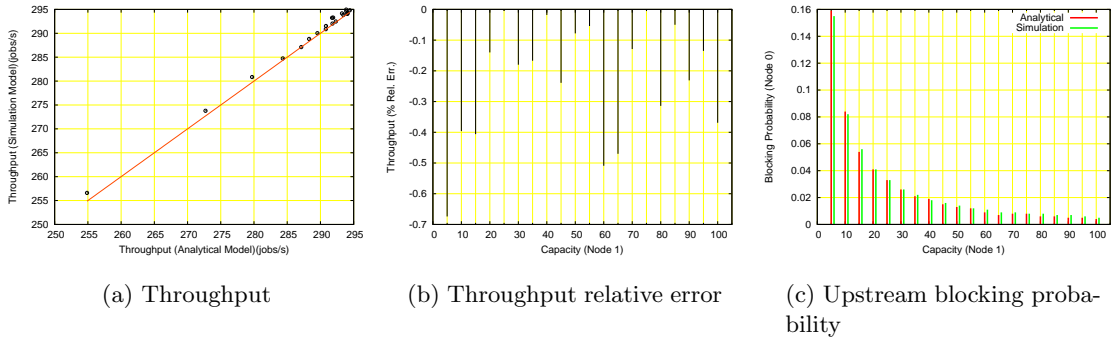 295
290
285
280
275
270
265
260
255
250
250 255 260 265 270 275 280 285 290 295
Throughput (Simulation Model)(jobs/s)
Throughput (Analytical Model)(jobs/s)
(a) Throughput
0
-0.1
-0.2
-0.3
-0.4
-0.5
-0.6
-0.7
0 10 20 30 40 50 60 70 80 90 100
Throughput (% Rel. Err.)
Capacity (Node 1)
(b) Throughput relative error
0.16
0.14
0.12
0.1
0.08
0.06
0.04
0.02
0
0 10 20 30 40 50 60 70 80 90 100
Blocking Probability (Node 0)
Capacity (Node 1)
Analytical
Simulation
(c) Upstream blocking proba-
bility